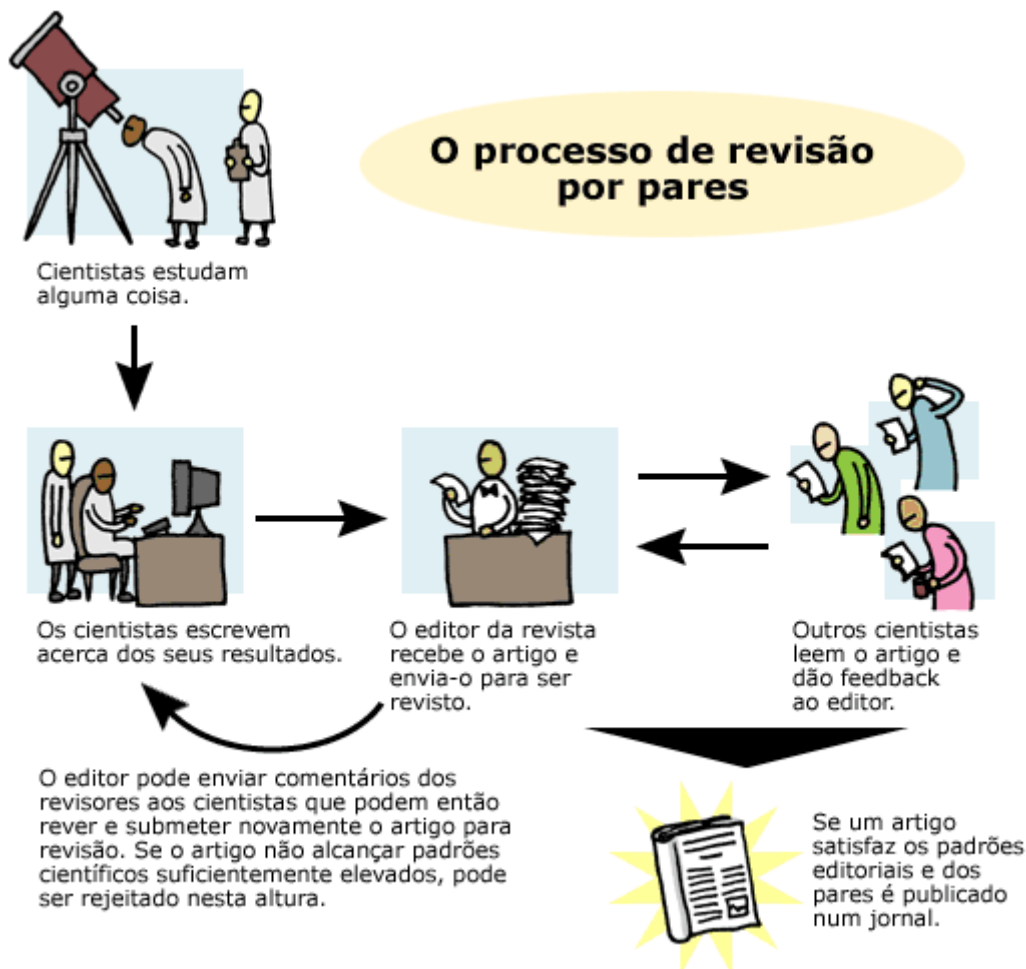 O processo de revisão
por pares
Cientistas estudam
alguma coisa.
Os cientistas escrevem
acerca dos seus resultados.
O editor da revista
recebe o artigo e
envia-o para ser
revisto.
Outros cientistas
leem o artigo e
dão feedback
ao editor.
O editor pode enviar comentários dos
revisores aos cientistas que podem então
rever e submeter novamente o artigo para
revisão. Se o artigo não alcançar padrões
científicos suficientemente elevados, pode
ser rejeitado nesta altura.
Se um artigo
satisfaz os padrões
editoriais e dos
pares é publicado
num jornal.